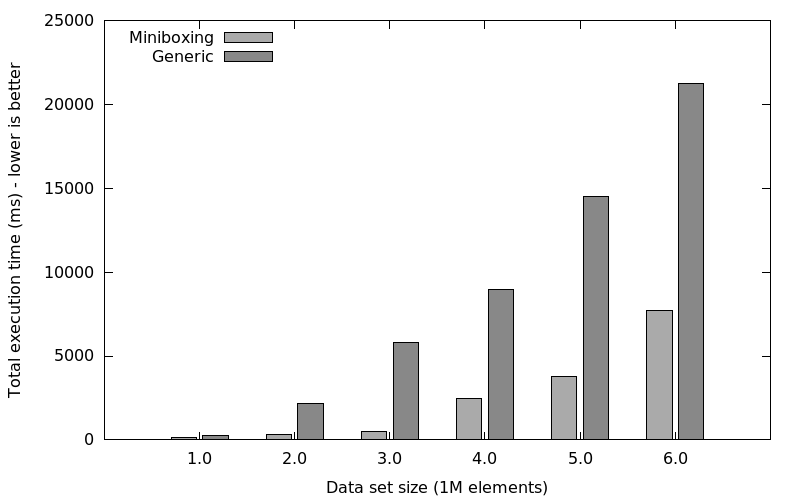 25000
20000
15000
10000
5000
0
Total execution time (ms) - lower is better
Miniboxing
Generic
1.0 2.0 3.0 4.0 5.0 6.0
Data set size (1M elements)